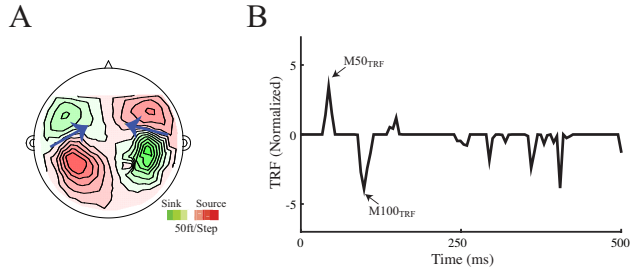 A
B
Sink Source
50ft/Step
TRF (Normalized)
5
0
-5
M50TRF
M100TRF
0
250
500
Time (ms)